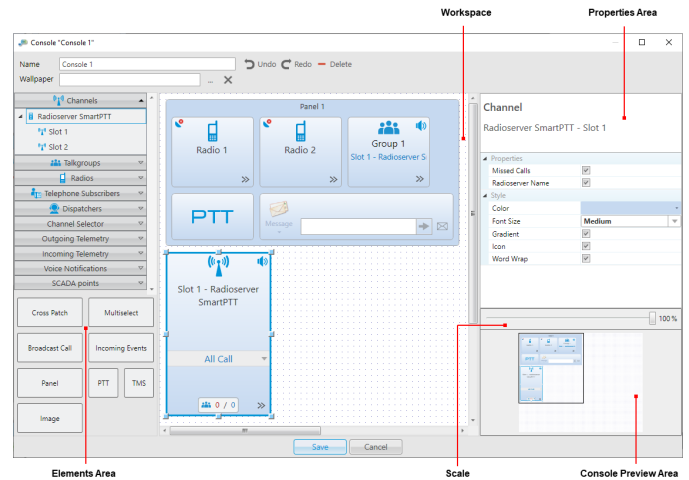 Workspace
Properties Area
Console "Console 1"
Name
Console 1
Undo
Redo
Delete
Wallpaper
...
Channels
Radioserver SmartPTT
Slot 1
Slot 2
Talkgroups
Radios
Telephone Subscribers
Dispatchers
Channel Selector
Outgoing Telemetry
Incoming Telemetry
Voice Notifications
SCADA points
Cross Patch
Multiselect
Broadcast Call
Incoming Events
Panel
PTT
TMS
Image
Panel 1
Radio 1
Radio 2
Group 1
Slot 1 - Radioserver S
PTT
Message
Slot 1 - Radioserver
SmartPTT
All Call
0 / 0
Channel
Radioserver SmartPTT - Slot 1
Properties
Missed Calls
Radioserver Name
Style
Color
Font Size
Medium
Gradient
Icon
Word Wrap
100 %
Save
Cancel
Elements Area
Scale
Console Preview Area